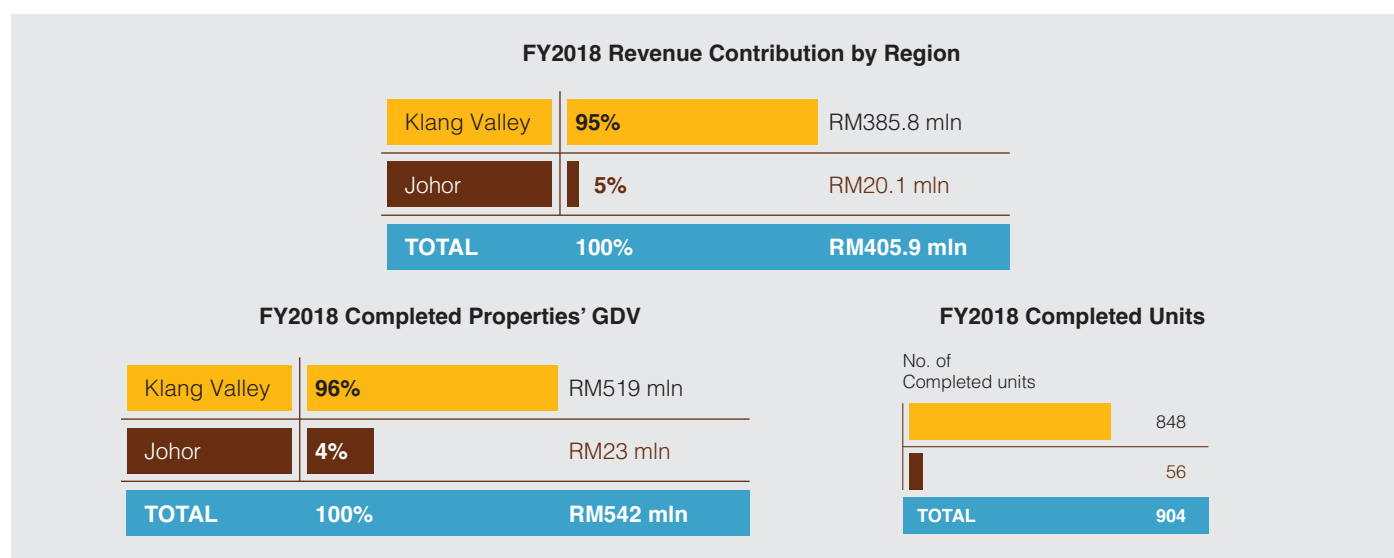 FY2018 Revenue Contribution by Region
Klang Valley 95% RM385.8 mln
Johor 5% RM20.1 mln
TOTAL 100% RM405.9 mln
FY2018 Completed Properties’ GDV
Klang Valley 96% RM519 mln
Johor 4% RM23 mln
TOTAL 100% RM542 mln
FY2018 Completed Units
No. of
Completed units
848
56
TOTAL 904